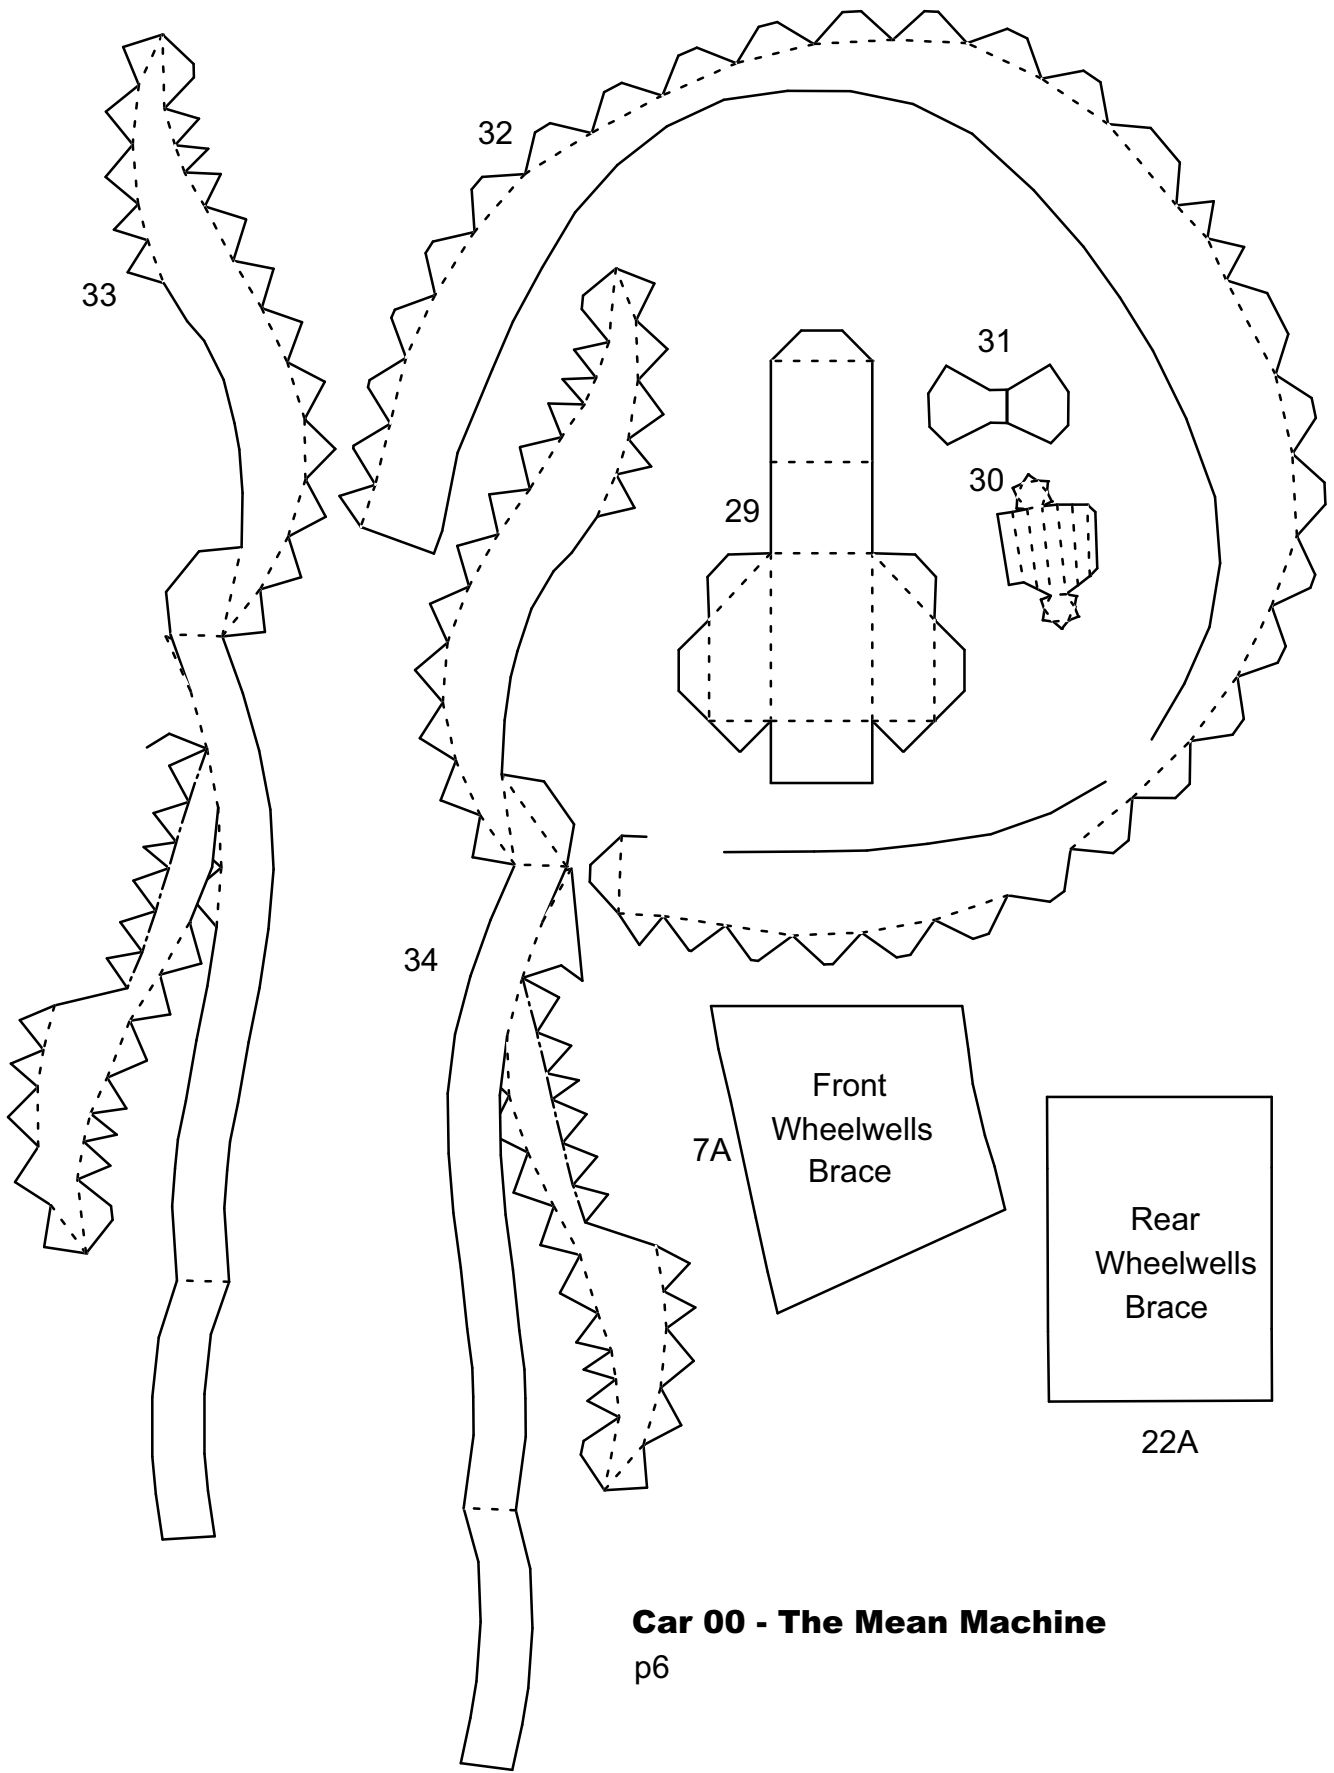 32
33
31
30
29
34
Front
Wheelwells
Brace
7A
Rear
Wheelwells
Brace
22A
Car 00 - The Mean Machine
p6